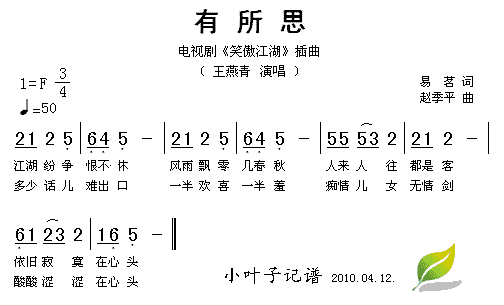 有所思
电视剧《笑傲江湖》插曲
（ 王燕青 演唱 ）
1=F 3/4
♩=50
易 茗 词
赵季平 曲
21 2 5 | 64 5 － | 21 2 5 | 64 5 － | 55 53 2 | 21 2 － |
江湖 纷 争 恨不 休 风雨 飘 零 几春 秋 人来 人 往 都是 客
多少 话 儿 难出 口 一半 欢 喜 一半 羞 痴情 儿 女 无情 剑
61 23 2 | 16 5 － ‖
依旧 寂 寞 在心 头
酸酸 涩 涩 在心 头
小叶子记谱 2010.04.12.